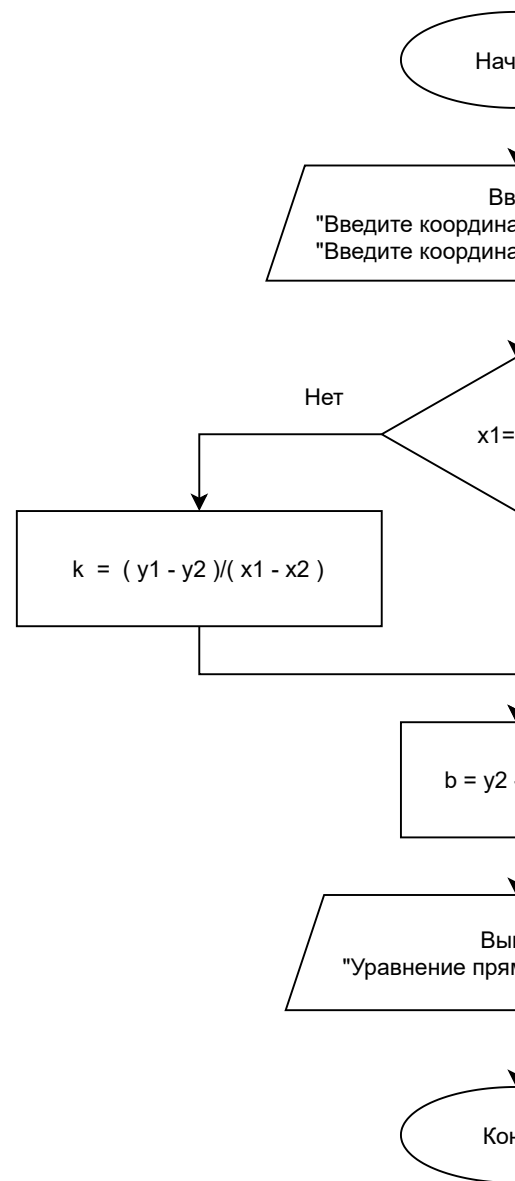 Нач
Вв
"Введите координа
"Введите координа
Нет
x1=
k = ( y1 - y2 )/( x1 - x2 )
b = y2
Вы
"Уравнение пря
Кон